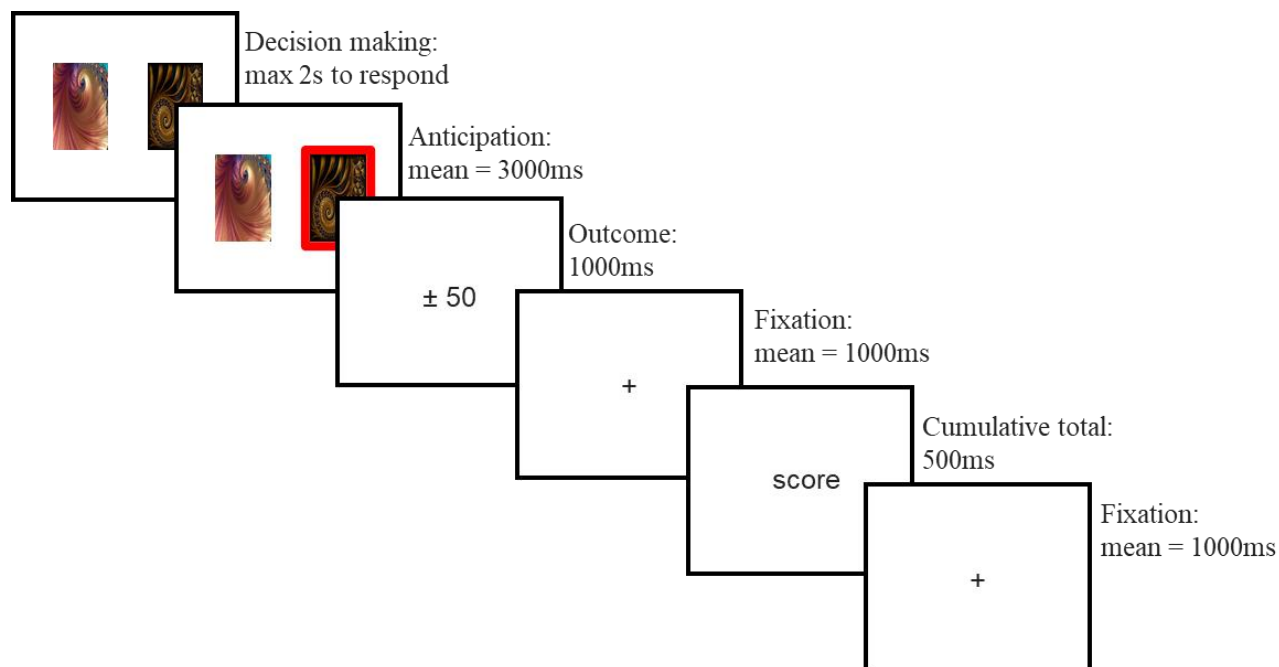 Decision making:
max 2s to respond
Anticipation:
mean = 3000ms
Outcome:
1000ms
± 50
Fixation:
mean = 1000ms
+
Cumulative total:
500ms
score
Fixation:
mean = 1000ms
+